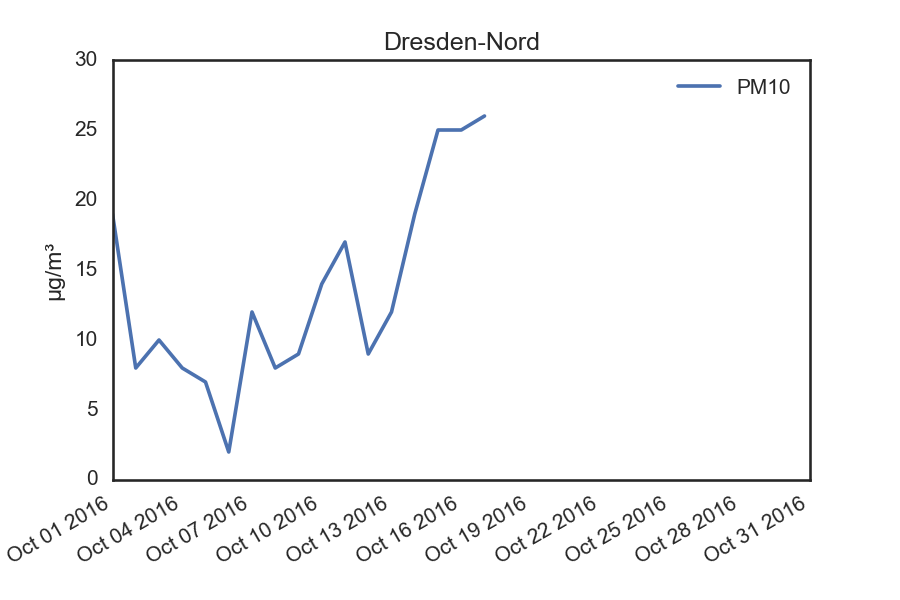 Dresden-Nord
30
25
20
15
10
5
0
µg/m³
PM10
Oct 01 2016
Oct 04 2016
Oct 07 2016
Oct 10 2016
Oct 13 2016
Oct 16 2016
Oct 19 2016
Oct 22 2016
Oct 25 2016
Oct 28 2016
Oct 31 2016